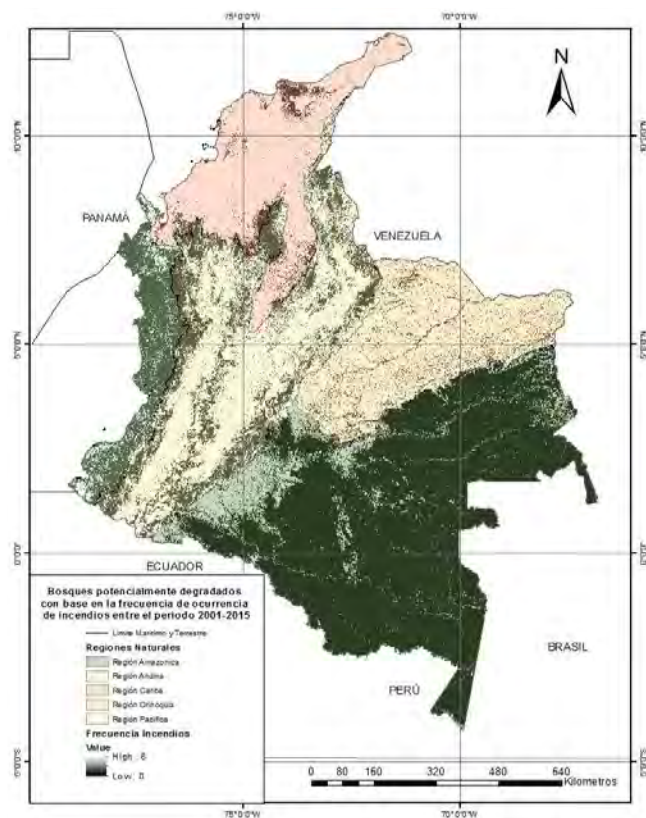 75°0'0"W 70°0'0"W
N
10°0'0"N 10°0'0"N
PANAMÁ
VENEZUELA
5°0'0"N 5°0'0"N
0°0'0" 0°0'0"
ECUADOR
Bosques potencialmente degradados
con base en la frecuencia de ocurrencia
de incendios entre el periodo 2001-2015
Límite Marítimo y Terrestre
Regiones Naturales
Región Amazonica
Región Andina
Región Caribe
Región Orinoquia
Región Pacifica
Frecuencia Incendios
Value
High : 6
Low : 0
BRASIL
PERÚ
5°0'0"S 5°0'0"S
0 80 160 320 480 640
Kilometros
75°0'0"W 70°0'0"W